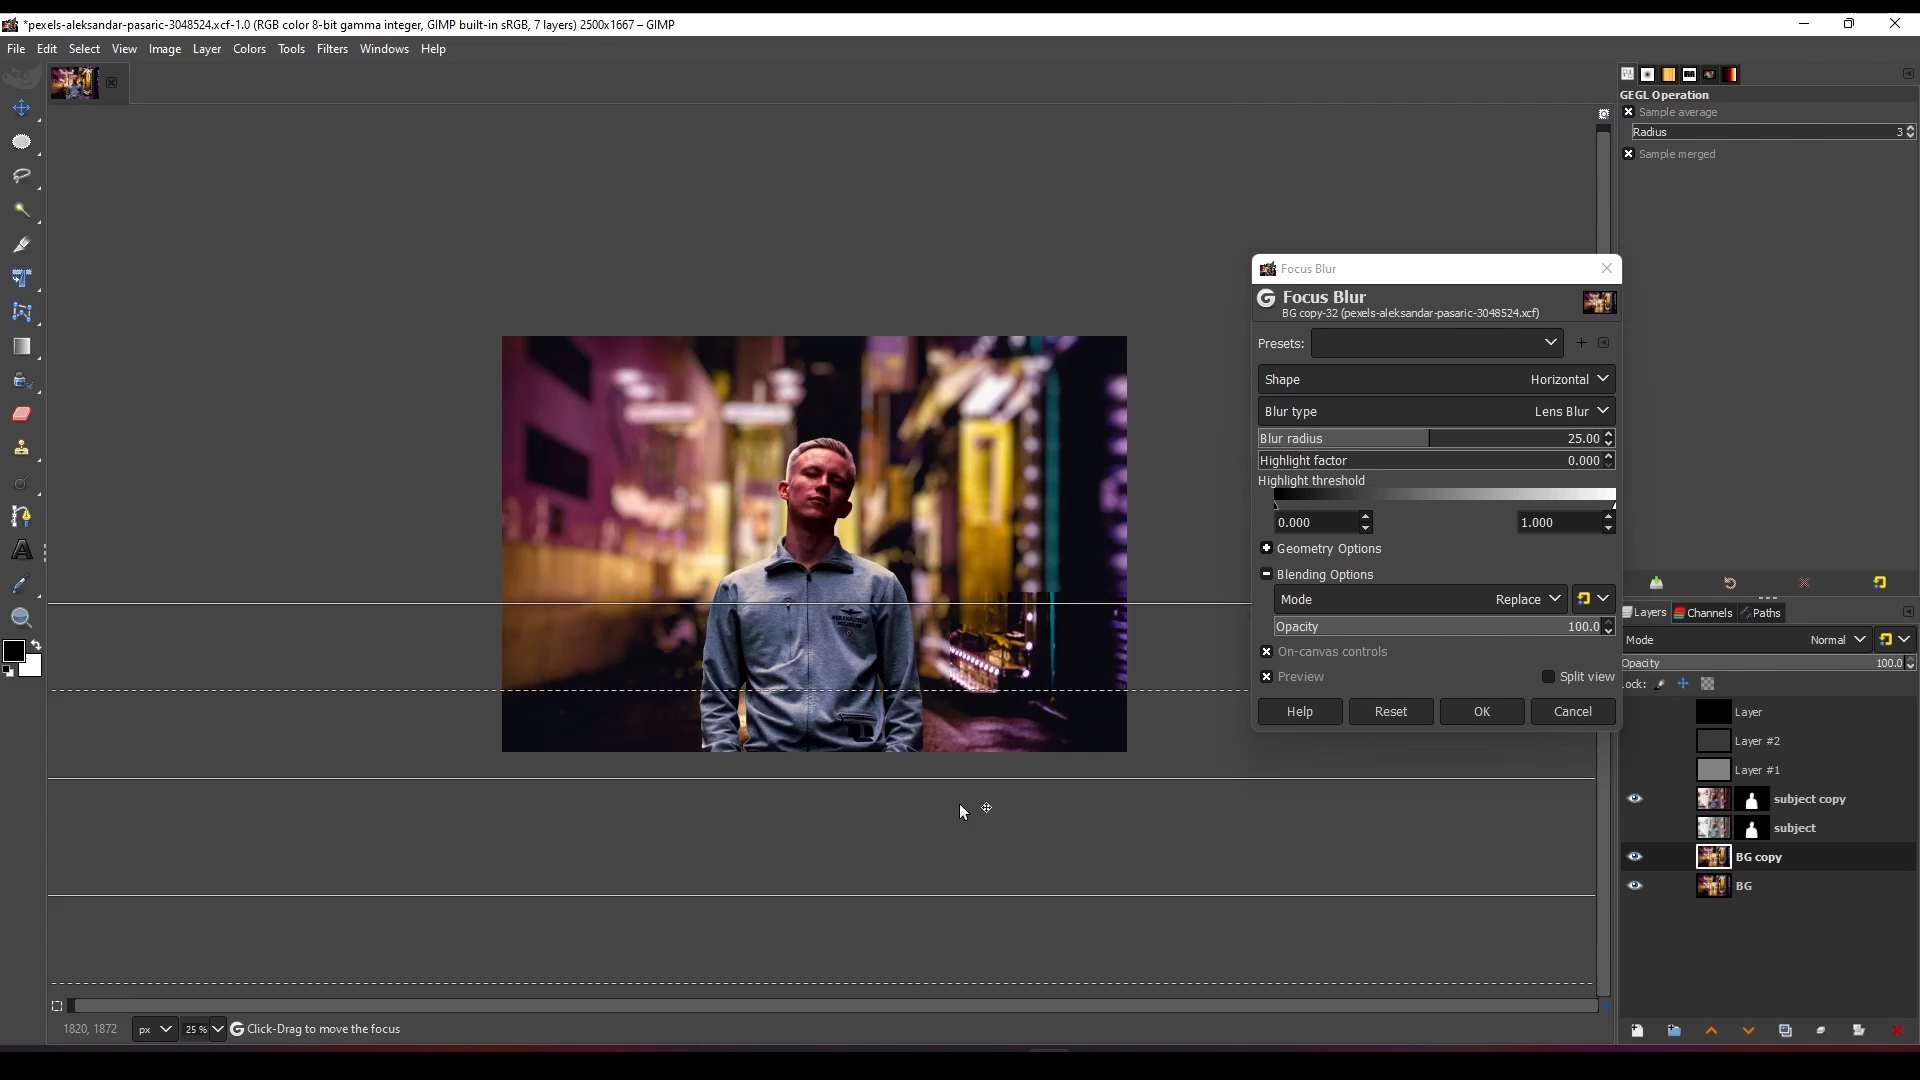 *pexels-aleksandar-pasaric-3048524.xcf-1.0 (RGB color 8-bit gamma integer, GIMP built-in sRGB, 7 layers) 2500x1667 – GIMP
File Edit Select View Image Layer Colors Tools Filters Windows Help
GEGL Operation
Sample average
Radius 3
Sample merged
Focus Blur
Focus Blur
BG copy-32 (pexels-aleksandar-pasaric-3048524.xcf)
Presets:
Shape Horizontal
Blur type Lens Blur
Blur radius 25.00
Highlight factor 0.000
Highlight threshold
0.000 1.000
Geometry Options
Blending Options
Mode Replace
Opacity 100.0
On-canvas controls
Preview Split view
Help Reset OK Cancel
Layers Channels Paths
Mode Normal
Opacity 100.0
Lock:
Layer
Layer #2
Layer #1
subject copy
subject
BG copy
BG
AERONAUTICA
MILITARE
1820, 1872 px 25 % Click-Drag to move the focus